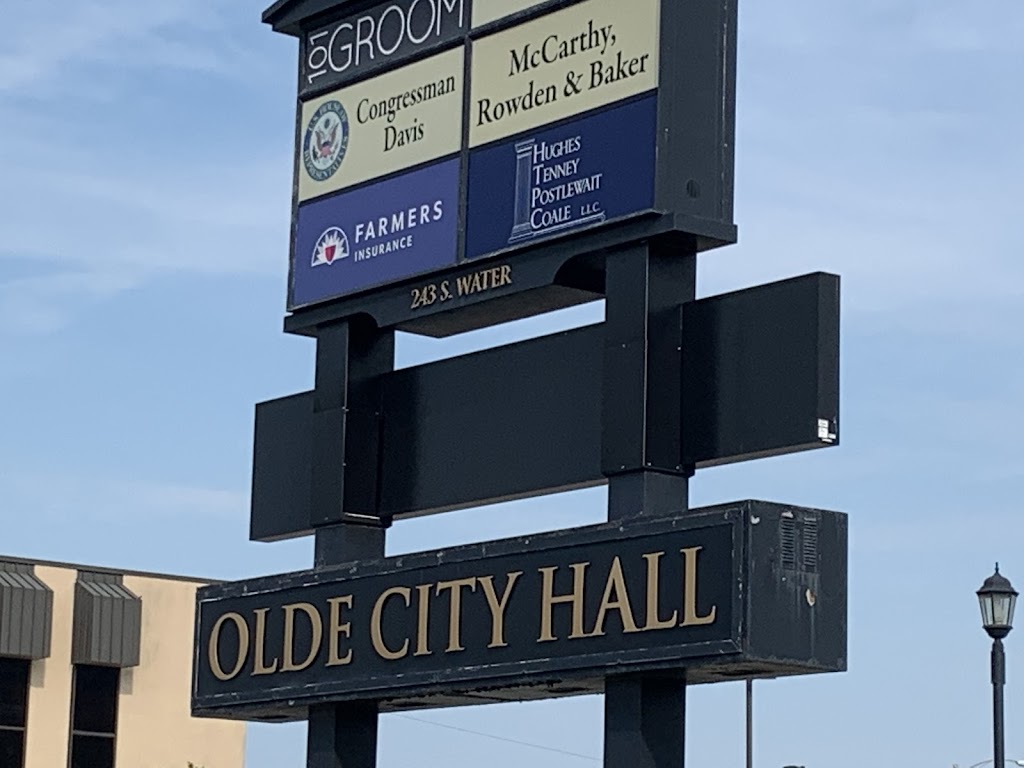 101 GROOM
McCarthy,
Rowden & Baker
Congressman
Davis
HUGHES
TENNEY
POSTLEWAIT
COALE LLC
FARMERS
INSURANCE
243 S. WATER
OLDE CITY HALL